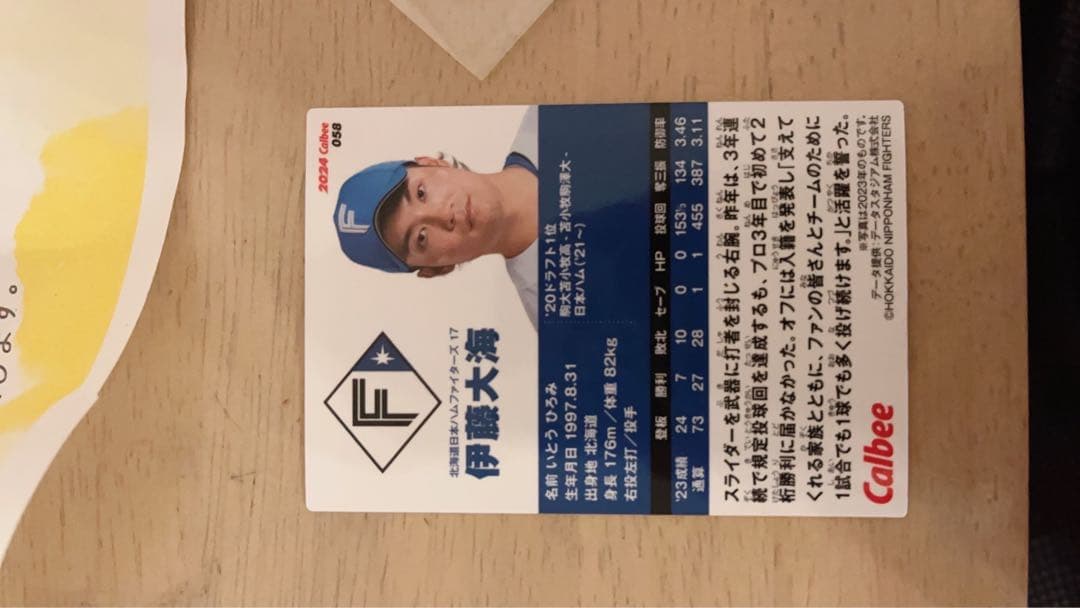 します。
2024 Calbee
058
F
F
北海道日本ハムファイターズ 17
伊藤大海
名前 いとう ひろみ
生年月日 1997.8.31
出身地 北海道
身長 176m/体重 82kg
右投左打/投手
'20ドラフト1位
駒大苫小牧高-苫小牧駒澤大-
日本ハム('21~)
登板 勝利 敗北 セーブ HP 投球回 奪三振 防御率
'23成績 24 7 10 0 0 153⅓ 134 3.46
通算 73 27 28 1 1 455 387 3.11
スライダーを武器に打者を封じる右腕。昨年は、3年連
続で規定投球回を達成するも、プロ3年目で初めて2
桁勝利に届かなかった。オフには入籍を発表し「支えて
くれる家族とともに、ファンの皆さんとチームのために
1試合でも1球でも多く投げ続けます。」と活躍を誓った。
Calbee
※写真は2023年のものです。
データ提供:データスタジアム株式会社
©HOKKAIDO NIPPONHAM FIGHTERS